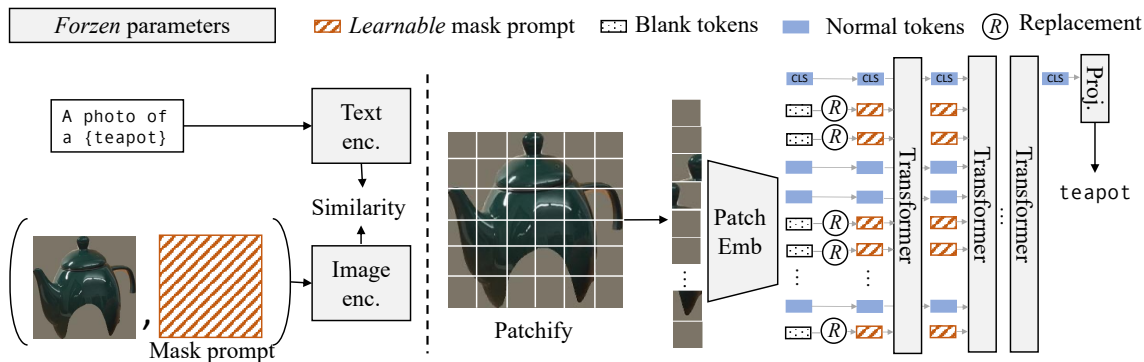 Forzen parameters
Learnable mask prompt
Blank tokens
Normal tokens
R Replacement
A photo of
a {teapot}
Text
enc.
Similarity
Image
enc.
,
Mask prompt
Patchify
⋮
Patch
Emb
CLS
CLS
CLS
CLS
R
R
R
R
⋮
⋮
R
Transformer
Transformer
...
Transformer
Proj.
teapot